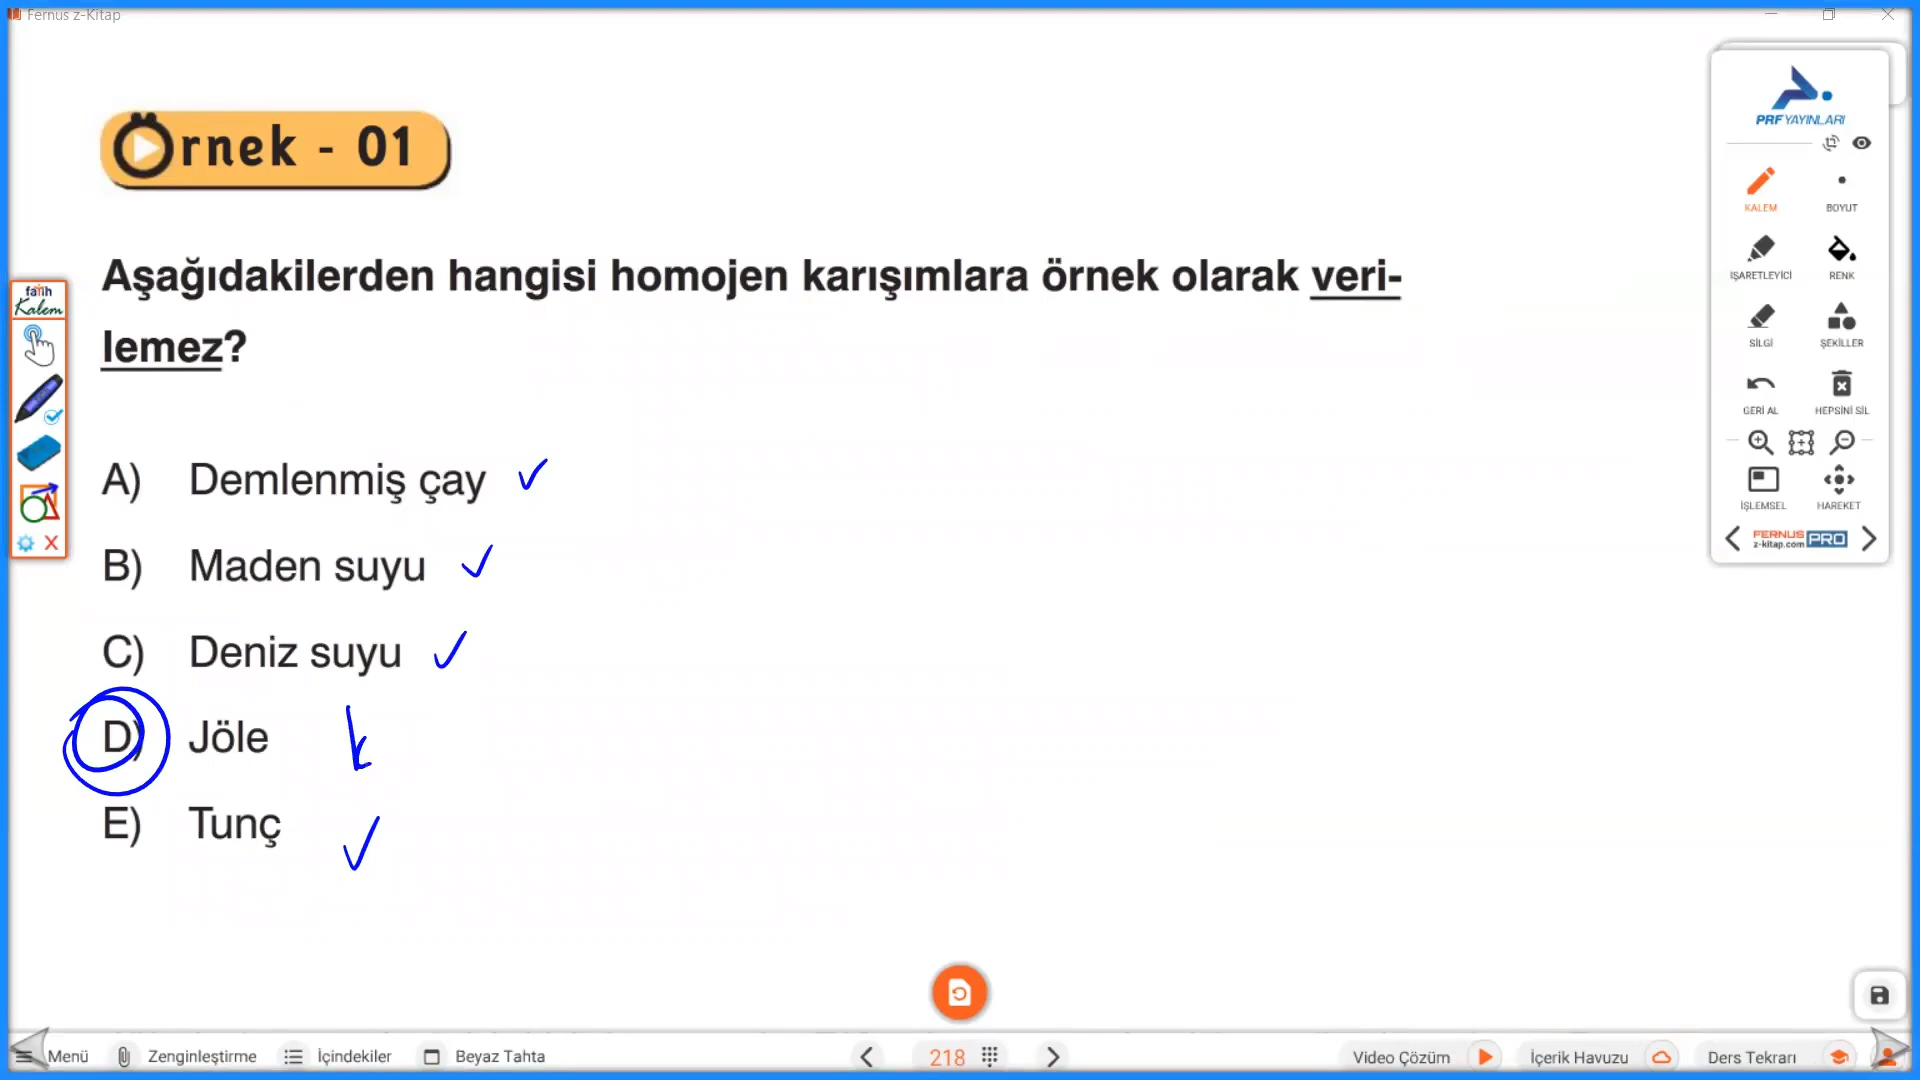 Fernus z-Kitap
Örnek - 01
Aşağıdakilerden hangisi homojen karışımlara örnek olarak veri-
lemez?
A) Demlenmiş çay
B) Maden suyu
C) Deniz suyu
D) Jöle
k
E) Tunç
fatih
Kalem
PRF YAYINLARI
KALEM
BOYUT
İŞARETLEYİCİ
RENK
SİLGİ
ŞEKİLLER
GERİ AL
HEPSİNİ SİL
İŞLEMSEL
HAREKET
FERNUS
z-kitap.com PRO
Menü
Zenginleştirme
İçindekiler
Beyaz Tahta
218
Video Çözüm
İçerik Havuzu
Ders Tekrarı